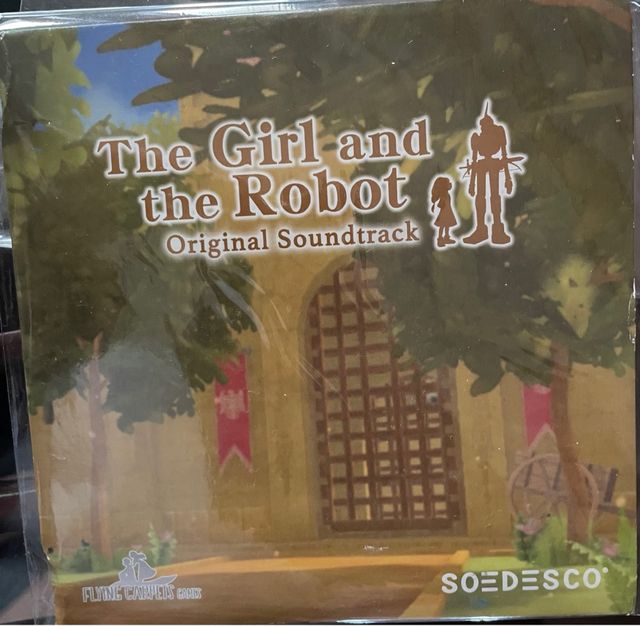 The Girl and
the Robot
Original Soundtrack
FLYING CARPETS GAMES
SOEDESCO